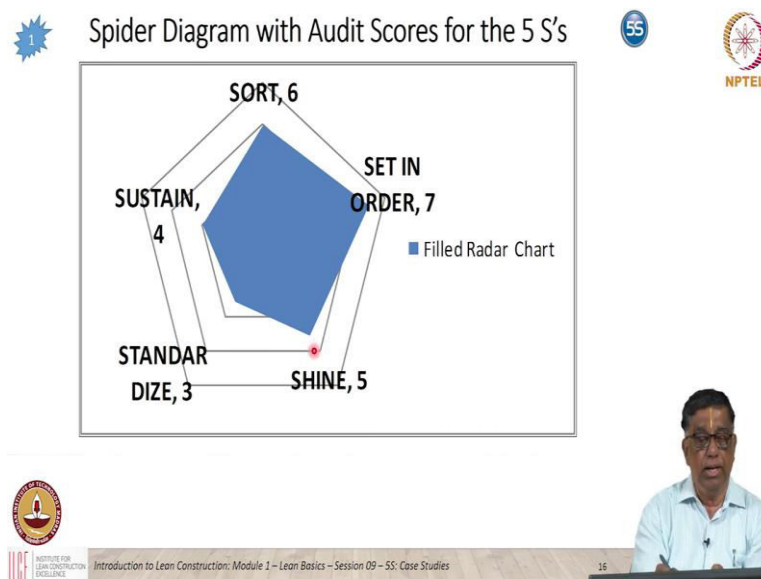 1
Spider Diagram with Audit Scores for the 5 S's
5S
NPTEL
SORT, 6
SET IN
ORDER, 7
SUSTAIN,
4
Filled Radar Chart
STANDAR
DIZE, 3
SHINE, 5
INSTITUTE FOR
LEAN CONSTRUCTION
EXCELLENCE
Introduction to Lean Construction: Module 1 – Lean Basics – Session 09 – 5S: Case Studies
16